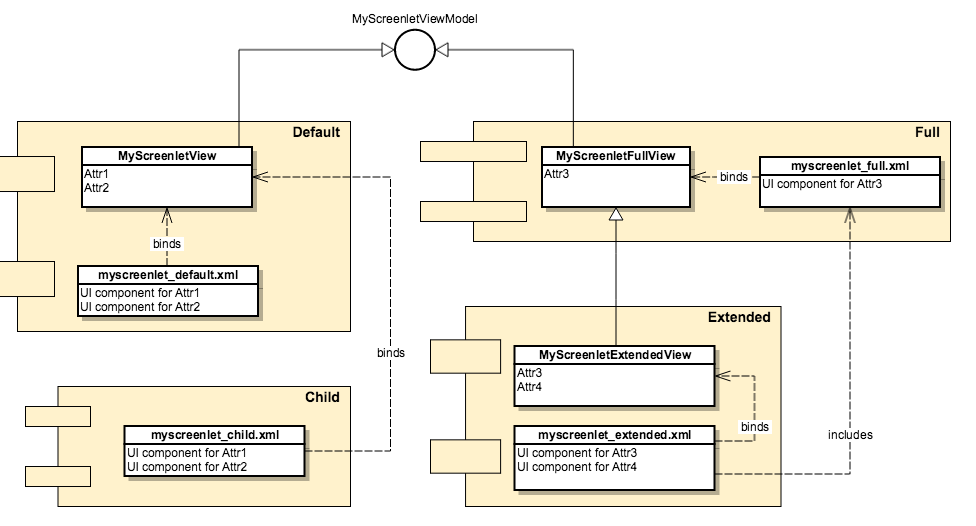 MyScreenletViewModel
Default
MyScreenletView
Attr1
Attr2
binds
myscreenlet_default.xml
UI component for Attr1
UI component for Attr2
binds
Child
myscreenlet_child.xml
UI component for Attr1
UI component for Attr2
Full
MyScreenletFullView
Attr3
binds
myscreenlet_full.xml
UI component for Attr3
Extended
MyScreenletExtendedView
Attr3
Attr4
binds
myscreenlet_extended.xml
UI component for Attr3
UI component for Attr4
includes